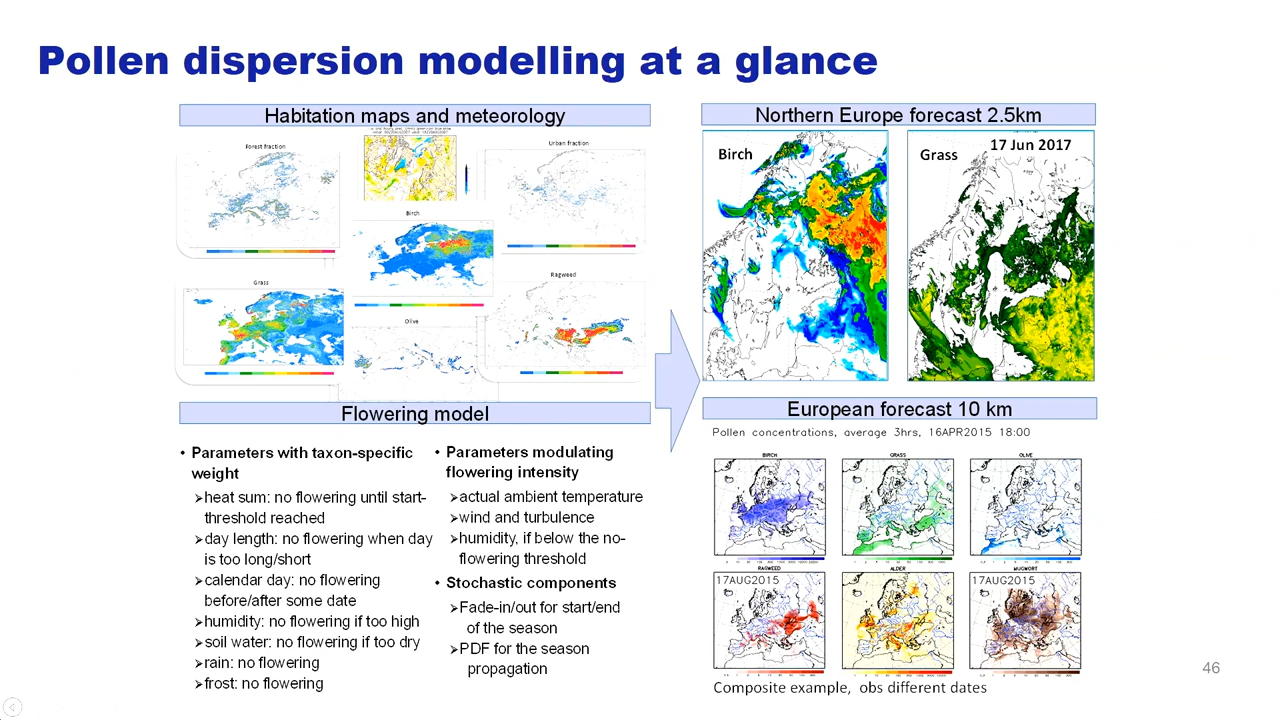 Pollen dispersion modelling at a glance
Habitation maps and meteorology
Forest fraction
Urban fraction
Birch
Grass
Ragweed
Olive
Flowering model
• Parameters with taxon-specific
weight
➢heat sum: no flowering until start-
threshold reached
➢day length: no flowering when day
is too long/short
➢calendar day: no flowering
before/after some date
➢humidity: no flowering if too high
➢soil water: no flowering if too dry
➢rain: no flowering
➢frost: no flowering
• Parameters modulating
flowering intensity
➢actual ambient temperature
➢wind and turbulence
➢humidity, if below the no-
flowering threshold
• Stochastic components
➢Fade-in/out for start/end
of the season
➢PDF for the season
propagation
Northern Europe forecast 2.5km
Birch
Grass
17 Jun 2017
European forecast 10 km
Pollen concentrations, average 3hrs, 16APR2015 18:00
BIRCH
GRASS
OLIVE
RAGWEED
ALDER
MUGWORT
17AUG2015
17AUG2015
Composite example, obs different dates
46